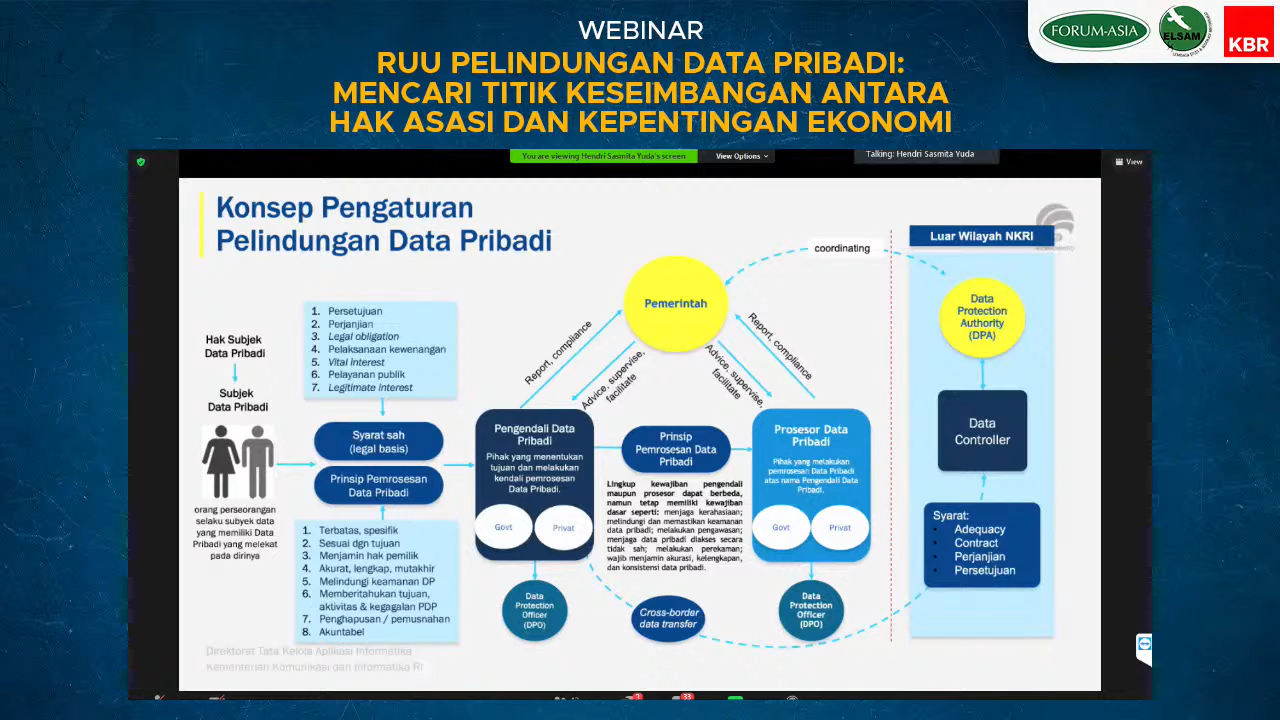 WEBINAR
RUU PELINDUNGAN DATA PRIBADI:
MENCARI TITIK KESEIMBANGAN ANTARA
HAK ASASI DAN KEPENTINGAN EKONOMI
FORUM-ASIA
ELSAM
KBR
You are viewing Hendri Sasmita Yuda's screen
View Options
Talking: Hendri Sasmita Yuda
View
Konsep Pengaturan
Pelindungan Data Pribadi
Hak Subjek
Data Pribadi
Subjek
Data Pribadi
orang perseorangan
selaku subyek data
yang memiliki Data
Pribadi yang melekat
pada dirinya
1. Persetujuan
2. Perjanjian
3. Legal obligation
4. Pelaksanaan kewenangan
5. Vital Interest
6. Pelayanan publik
7. Legitimate Interest
Syarat sah
(legal basis)
Prinsip Pemrosesan
Data Pribadi
1. Terbatas, spesifik
2. Sesuai dgn tujuan
3. Menjamin hak pemilik
4. Akurat, lengkap, mutakhir
5. Melindungi keamanan DP
6. Memberitahukan tujuan,
aktivitas & kegagalan PDP
7. Penghapusan / pemusnahan
8. Akuntabel
Pemerintah
Report, compliance
Advice, supervise,
facilitate
Advice, supervise,
facilitate
Report, compliance
coordinating
Pengendali Data
Pribadi
Pihak yang menentukan
tujuan dan melakukan
kendali pemrosesan
Data Pribadi.
Govt
Privat
Data
Protection
Officer
(DPO)
Prinsip
Pemrosesan Data
Pribadi
Lingkup kewajiban pengendali
maupun prosesor dapat berbeda,
namun tetap memiliki kewajiban
dasar seperti: menjaga kerahasiaan;
melindungi dan memastikan keamanan
data pribadi; melakukan pengawasan;
menjaga data pribadi diakses secara
tidak sah; melakukan perekaman;
wajib menjamin akurasi, kelengkapan,
dan konsistensi data pribadi.
Cross-border
data transfer
Prosesor Data
Pribadi
Pihak yang melakukan
pemrosesan Data Pribadi
atas nama Pengendali Data
Pribadi.
Govt
Privat
Data
Protection
Officer
(DPO)
Luar Wilayah NKRI
Data
Protection
Authority
(DPA)
Data
Controller
Syarat:
• Adequacy
• Contract
• Perjanjian
• Persetujuan
Direktorat Tata Kelola Aplikasi Informatika
Kementerian Komunikasi dan Informatika RI